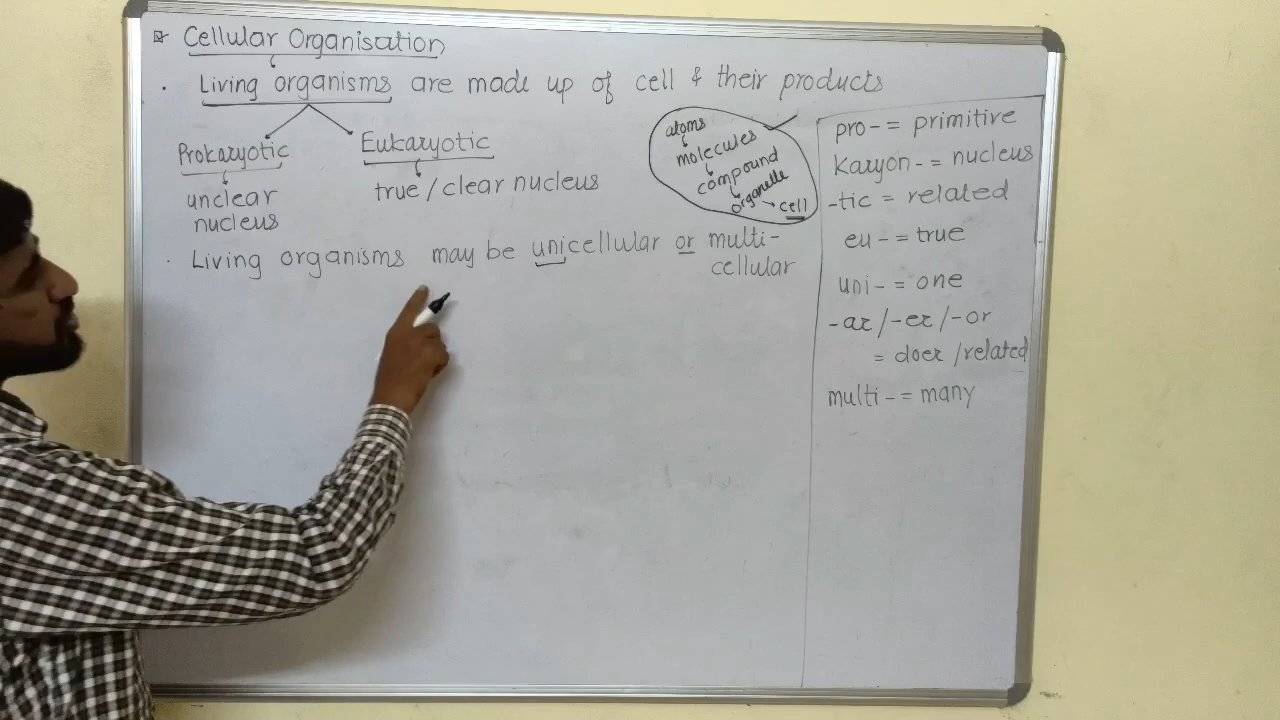 Cellular Organisation
. Living organisms are made up of cell & their products
Prokaryotic
unclear
nucleus
Eukaryotic
true/clear nucleus
atoms
molecules
compound
organelle
cell
. Living organisms may be unicellular or multi-
cellular
pro- = primitive
Karyon- = nucleus
-tic = related
eu- = true
uni- = one
-ar/-er/-or
= doer/related
multi- = many